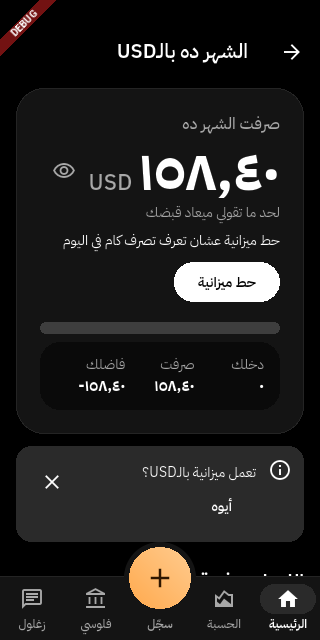 DEBUG
الشهر ده بالـUSD
صرفت الشهر ده
١٥٨,٤٠ USD
لحد ما تقولي ميعاد قبضك
حط ميزانية عشان تعرف تصرف كام في اليوم
حط ميزانية
دخلك صرفت فاضلك
٠ ١٥٨,٤٠ -١٥٨,٤٠
تعمل ميزانية بالـUSD؟
أيوه
الرئيسية الحسبة سجّل فلوسي زغلول